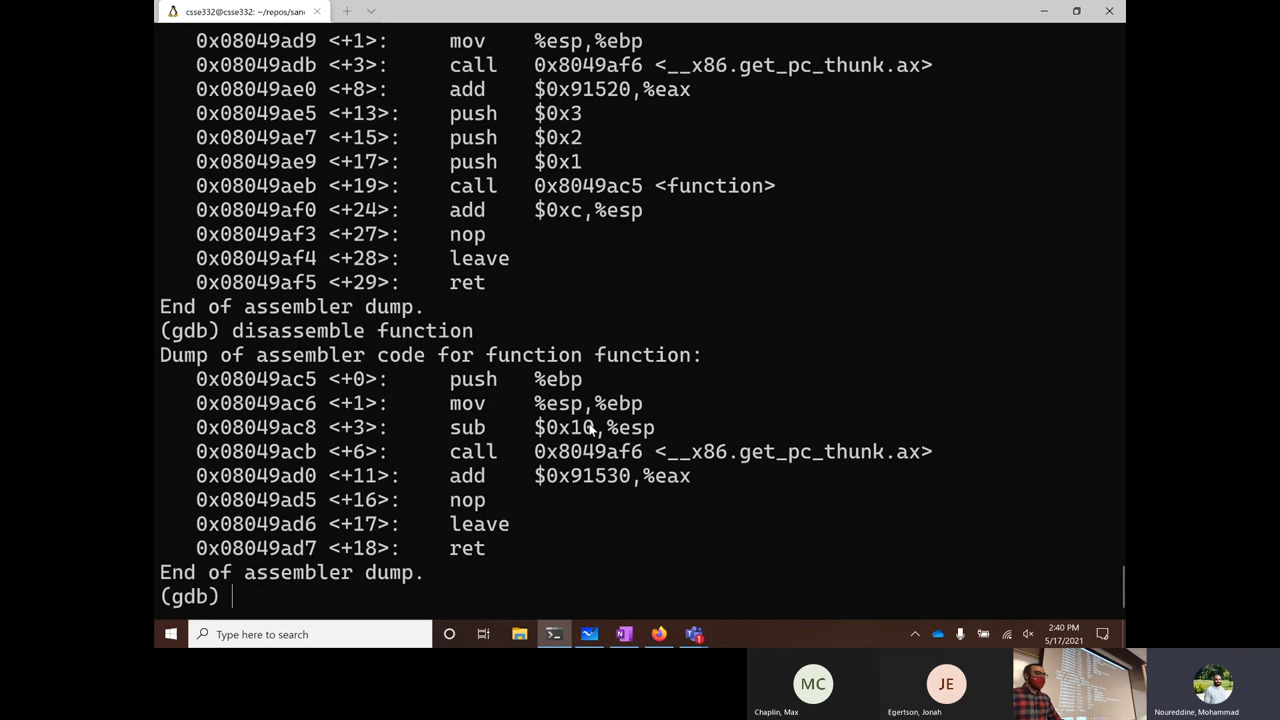 csse332@csse332: ~/repos/san
0x08049ad9 <+1>: mov %esp,%ebp
0x08049adb <+3>: call 0x8049af6 <__x86.get_pc_thunk.ax>
0x08049ae0 <+8>: add $0x91520,%eax
0x08049ae5 <+13>: push $0x3
0x08049ae7 <+15>: push $0x2
0x08049ae9 <+17>: push $0x1
0x08049aeb <+19>: call 0x8049ac5 <function>
0x08049af0 <+24>: add $0xc,%esp
0x08049af3 <+27>: nop
0x08049af4 <+28>: leave
0x08049af5 <+29>: ret
End of assembler dump.
(gdb) disassemble function
Dump of assembler code for function function:
0x08049ac5 <+0>: push %ebp
0x08049ac6 <+1>: mov %esp,%ebp
0x08049ac8 <+3>: sub $0x10,%esp
0x08049acb <+6>: call 0x8049af6 <__x86.get_pc_thunk.ax>
0x08049ad0 <+11>: add $0x91530,%eax
0x08049ad5 <+16>: nop
0x08049ad6 <+17>: leave
0x08049ad7 <+18>: ret
End of assembler dump.
(gdb)
Type here to search
2:40 PM
5/17/2021
MC
Chaplin, Max
JE
Egertson, Jonah
Noureddine, Mohammad